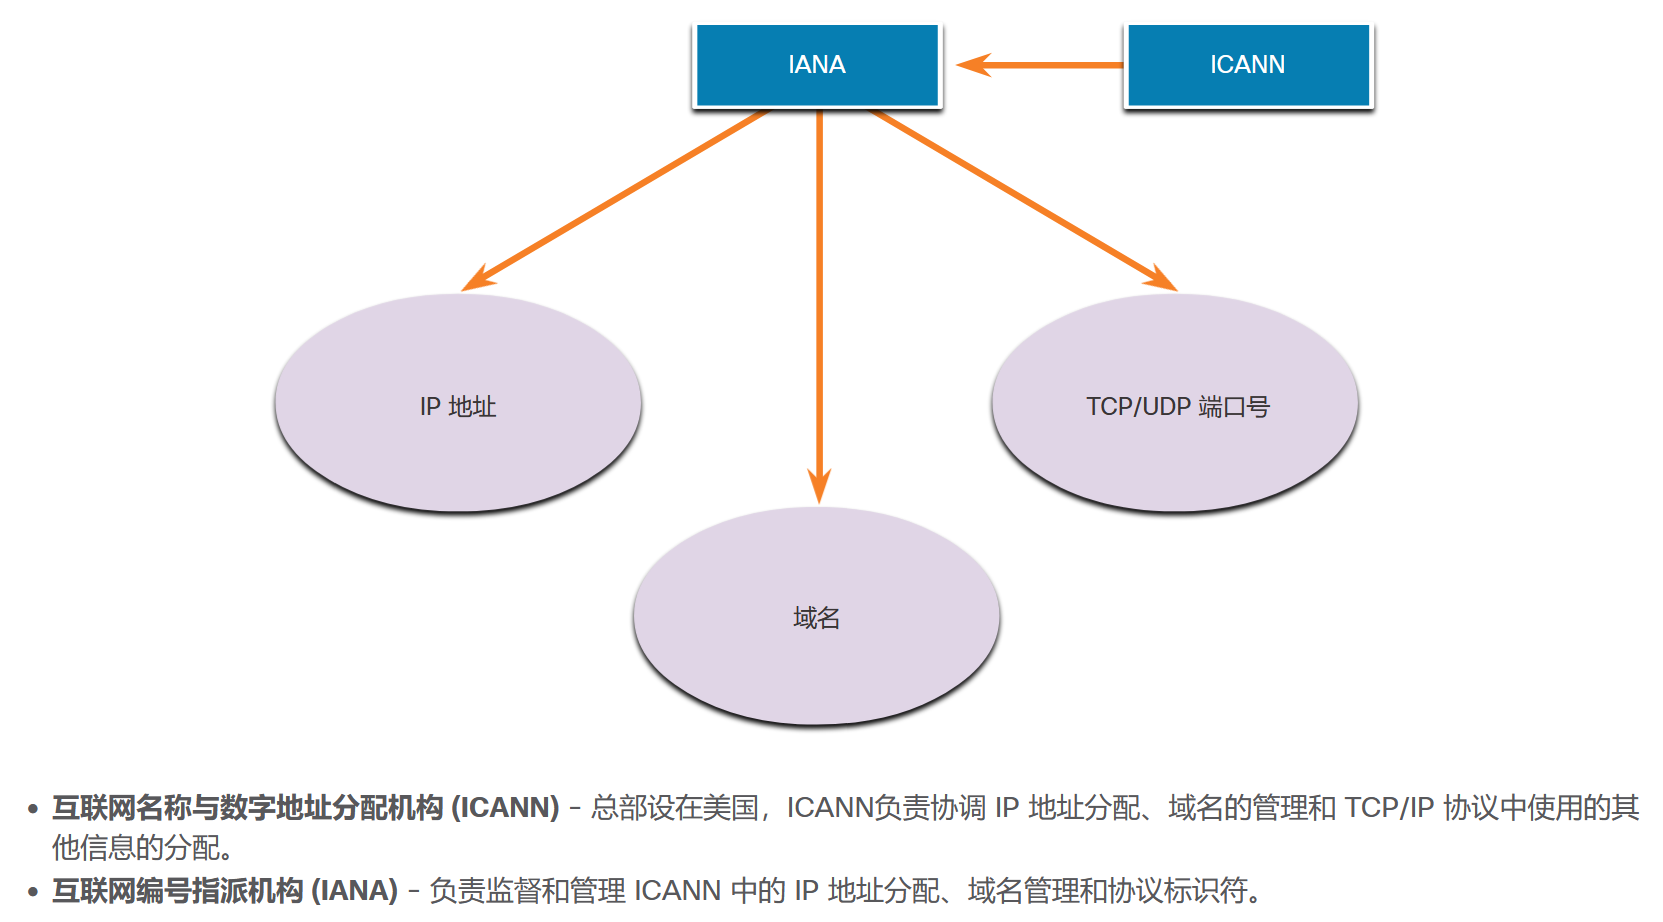 IANA
ICANN
IP 地址
TCP/UDP 端口号
域名
• 互联网名称与数字地址分配机构 (ICANN) – 总部设在美国，ICANN负责协调 IP 地址分配、域名的管理和 TCP/IP 协议中使用的其
他信息的分配。
• 互联网编号指派机构 (IANA) – 负责监督和管理 ICANN 中的 IP 地址分配、域名管理和协议标识符。